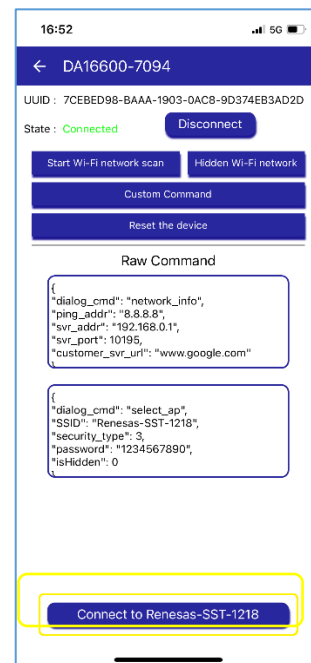 16:52 5G
← DA16600-7094
UUID : 7CEBED98-BAAA-1903-0AC8-9D374EB3AD2D
State : Connected Disconnect
Start Wi-Fi network scan Hidden Wi-Fi network
Custom Command
Reset the device
Raw Command
{
"dialog_cmd": "network_info",
"ping_addr": "8.8.8.8",
"svr_addr": "192.168.0.1",
"svr_port": 10195,
"customer_svr_url": "www.google.com"
}
{
"dialog_cmd": "select_ap",
"SSID": "Renesas-SST-1218",
"security_type": 3,
"password": "1234567890",
"isHidden": 0
}
Connect to Renesas-SST-1218